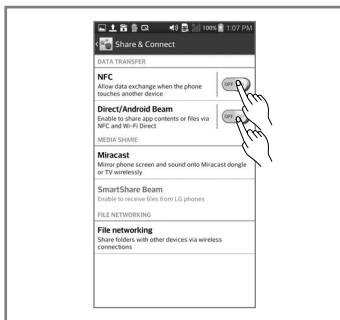 100% 1:07 PM
Share & Connect
DATA TRANSFER
NFC
Allow data exchange when the phone
touches another device
OFF
Direct/Android Beam
Enable to share app contents or files via
NFC and Wi-Fi Direct
OFF
MEDIA SHARE
Miracast
Mirror phone screen and sound onto Miracast dongle
or TV wirelessly
SmartShare Beam
Enable to receive files from LG phones
FILE NETWORKING
File networking
Share folders with other devices via wireless
connections